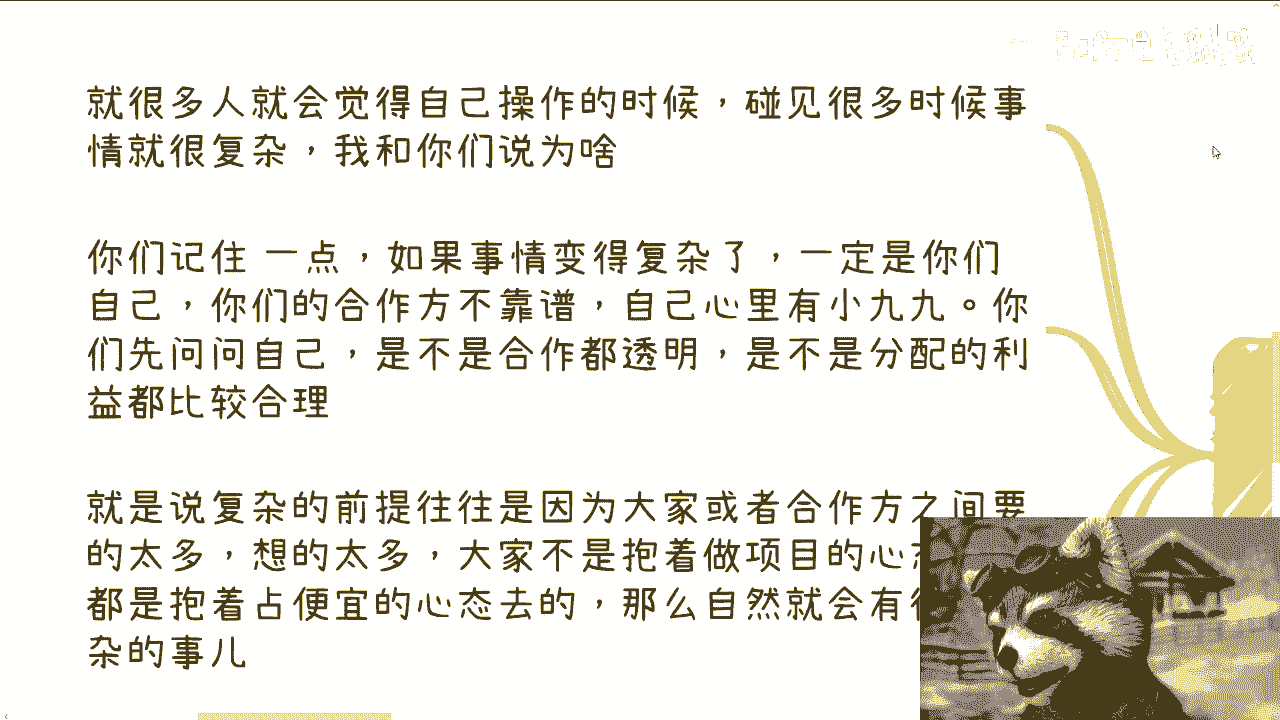 就很多人就会觉得自己操作的时候，碰见很多时候事
情就很复杂，我和你们说为啥
你们记住 一点，如果事情变得复杂了，一定是你们
自己，你们的合作方不靠谱，自己心里有小九九。你
们先问问自己，是不是合作都透明，是不是分配的利
益都比较合理
就是说复杂的前提往往是因为大家或者合作方之间要
的太多，想的太多，大家不是抱着做项目的心
都是抱着占便宜的心态去的，那么自然就会有
杂的事儿